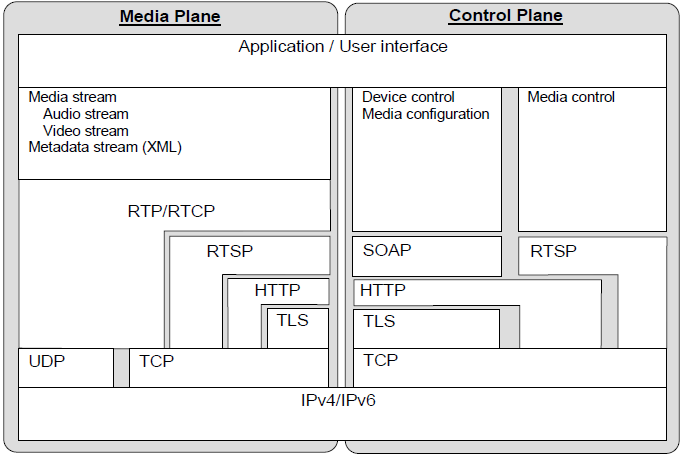 Media Plane
Control Plane
Application / User interface
Media stream
Audio stream
Video stream
Metadata stream (XML)
Device control
Media configuration
Media control
RTP/RTCP
RTSP
SOAP
RTSP
HTTP
HTTP
TLS
TLS
UDP
TCP
TCP
IPv4/IPv6